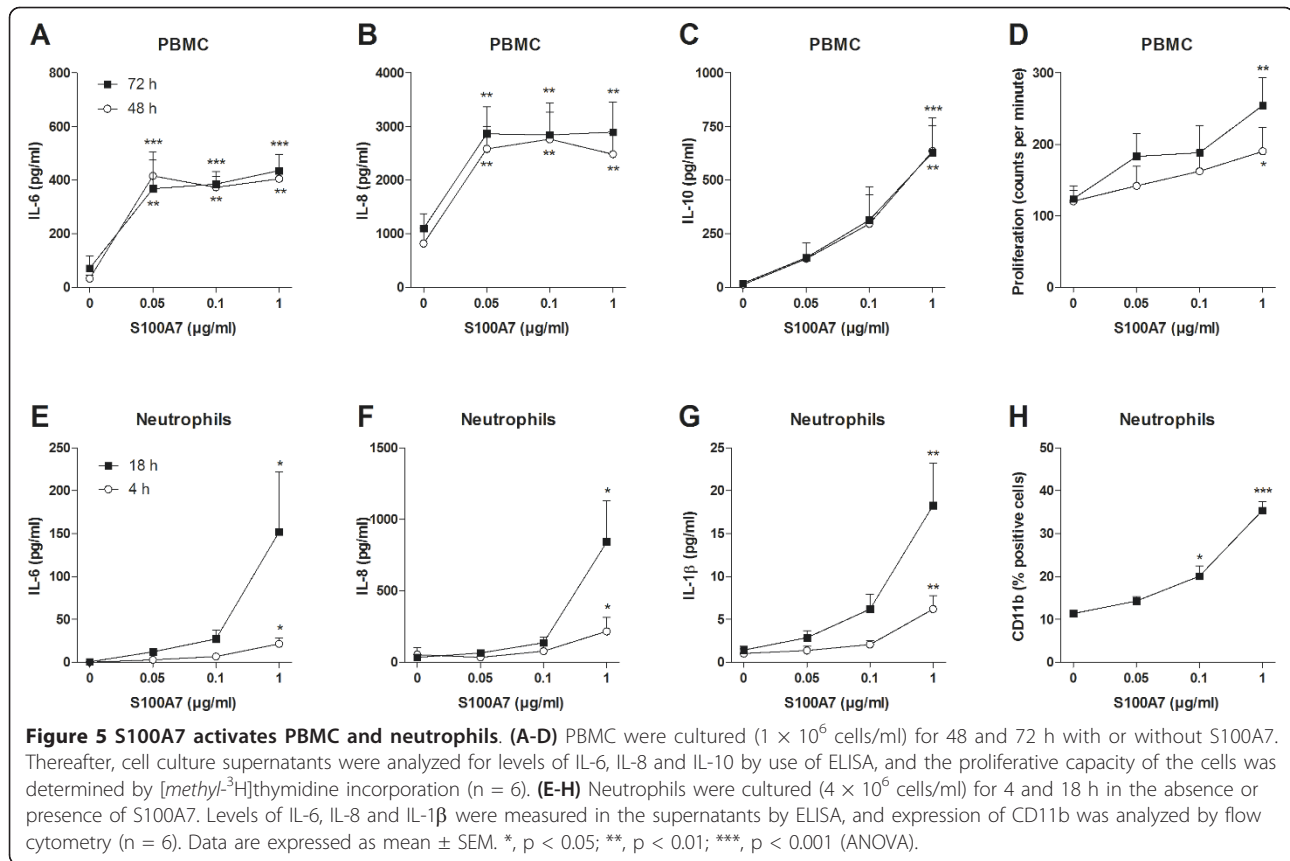 A
PBMC
800
600
400
200
0
IL-6 (pg/ml)
72 h
48 h
*** *** ***
** ** **
0 0.05 0.1 1
S100A7 (µg/ml)
B
PBMC
4000
3000
2000
1000
0
IL-8 (pg/ml)
** ** **
** ** **
0 0.05 0.1 1
S100A7 (µg/ml)
C
PBMC
1000
750
500
250
0
IL-10 (pg/ml)
***
**
0 0.05 0.1 1
S100A7 (µg/ml)
D
PBMC
300
200
100
0
Proliferation (counts per minute)
**
*
0 0.05 0.1 1
S100A7 (µg/ml)
E
Neutrophils
250
200
150
100
50
0
IL-6 (pg/ml)
18 h
4 h
*
*
0 0.05 0.1 1
S100A7 (µg/ml)
F
Neutrophils
1500
1000
500
0
IL-8 (pg/ml)
*
*
0 0.05 0.1 1
S100A7 (µg/ml)
G
Neutrophils
25
20
15
10
5
0
IL-1β (pg/ml)
**
**
0 0.05 0.1 1
S100A7 (µg/ml)
H
Neutrophils
50
40
30
20
10
0
CD11b (% positive cells)
*
***
0 0.05 0.1 1
S100A7 (µg/ml)
Figure 5 S100A7 activates PBMC and neutrophils. (A-D) PBMC were cultured (1 × 10⁶ cells/ml) for 48 and 72 h with or without S100A7.
Thereafter, cell culture supernatants were analyzed for levels of IL-6, IL-8 and IL-10 by use of ELISA, and the proliferative capacity of the cells was
determined by [methyl-³H]thymidine incorporation (n = 6). (E-H) Neutrophils were cultured (4 × 10⁶ cells/ml) for 4 and 18 h in the absence or
presence of S100A7. Levels of IL-6, IL-8 and IL-1β were measured in the supernatants by ELISA, and expression of CD11b was analyzed by flow
cytometry (n = 6). Data are expressed as mean ± SEM. *, p < 0.05; **, p < 0.01; ***, p < 0.001 (ANOVA).